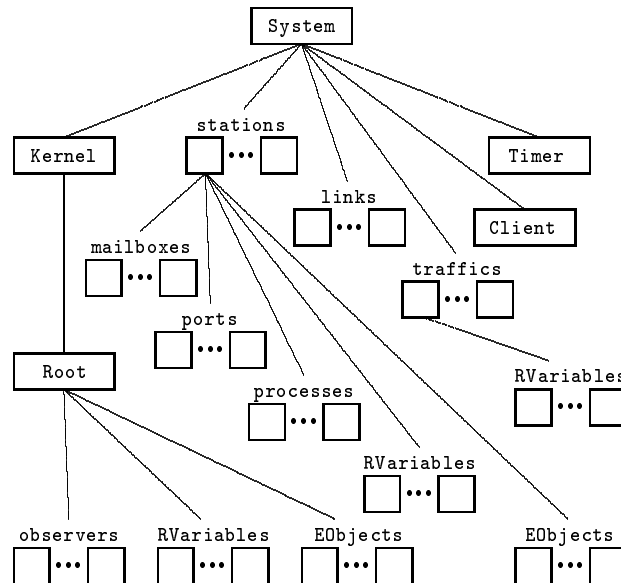 System
stations
Kernel
Timer
links
Client
mailboxes
traffics
ports
Root
RVariables
processes
RVariables
observers
RVariables
EObjects
EObjects